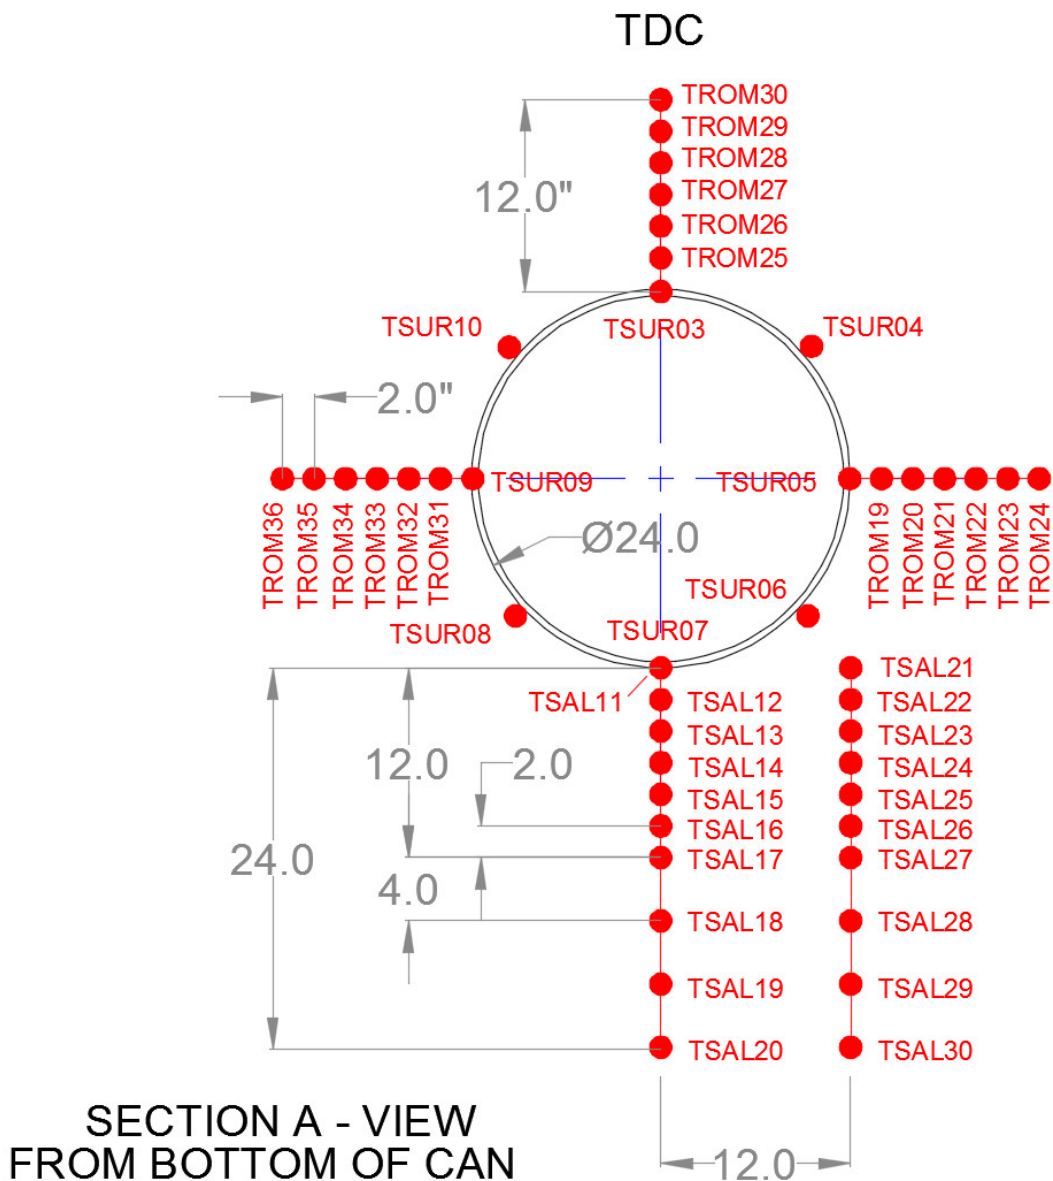 TDC
TROM30
TROM29
TROM28
12.0"
TROM27
TROM26
TROM25
TSUR10
TSUR03
TSUR04
2.0"
TSUR09
TSUR05
TROM36
TROM35
TROM34
TROM33
TROM32
TROM31
TROM19
TROM20
TROM21
TROM22
TROM23
TROM24
Ø24.0
TSUR06
TSUR08
TSUR07
TSAL21
TSAL11
TSAL12
TSAL22
TSAL13
TSAL23
12.0
2.0
TSAL14
TSAL24
TSAL15
TSAL25
TSAL16
TSAL26
24.0
TSAL17
TSAL27
4.0
TSAL18
TSAL28
TSAL19
TSAL29
TSAL20
TSAL30
SECTION A - VIEW
FROM BOTTOM OF CAN
12.0